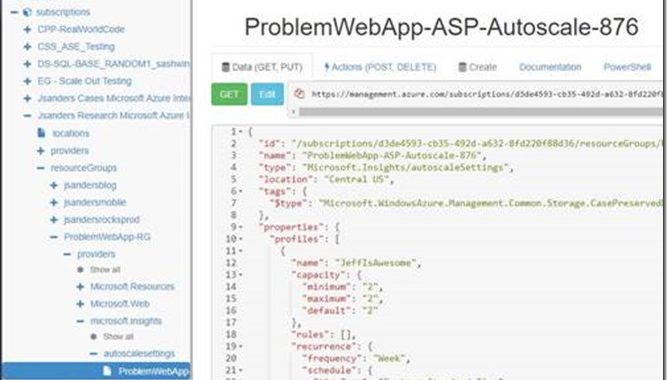 subscriptions
CPP-RealWorldCode
CSS_ASE_Testing
DS-SQL-BASE_RANDOM1_sashwin
EG - Scale Out Testing
Jsanders Cases Microsoft Azure Inter
Jsanders Research Microsoft Azure I
locations
providers
resourceGroups
jsandersblog
jsandersmobile
jsandersrocksprod
ProblemWebApp-RG
providers
Show all
Microsoft.Resources
Microsoft.Web
microsoft.insights
Show all
autoscalesettings
ProblemWebApp-
ProblemWebApp-ASP-Autoscale-876
Data (GET, PUT) Actions (POST, DELETE) Create Documentation PowerShell
GET Edit https://management.azure.com/subscriptions/d3de4593-cb35-492d-a632-8fd220f
1 {
2 "id": "/subscriptions/d3de4593-cb35-492d-a632-8fd220f88d36/resourceGroups/
3 "name": "ProblemWebApp-ASP-Autoscale-876",
4 "type": "Microsoft.Insights/autoscaleSettings",
5 "location": "Central US",
6 "tags": {
7 "$type": "Microsoft.WindowsAzure.Management.Common.Storage.CasePreserved
8 },
9 "properties": {
10 "profiles": [
11 {
12 "name": "JeffIsAwesome",
13 "capacity": {
14 "minimum": "2",
15 "maximum": "2",
16 "default": "2"
17 },
18 "rules": [],
19 "recurrence": {
20 "frequency": "Week",
21 "schedule": {